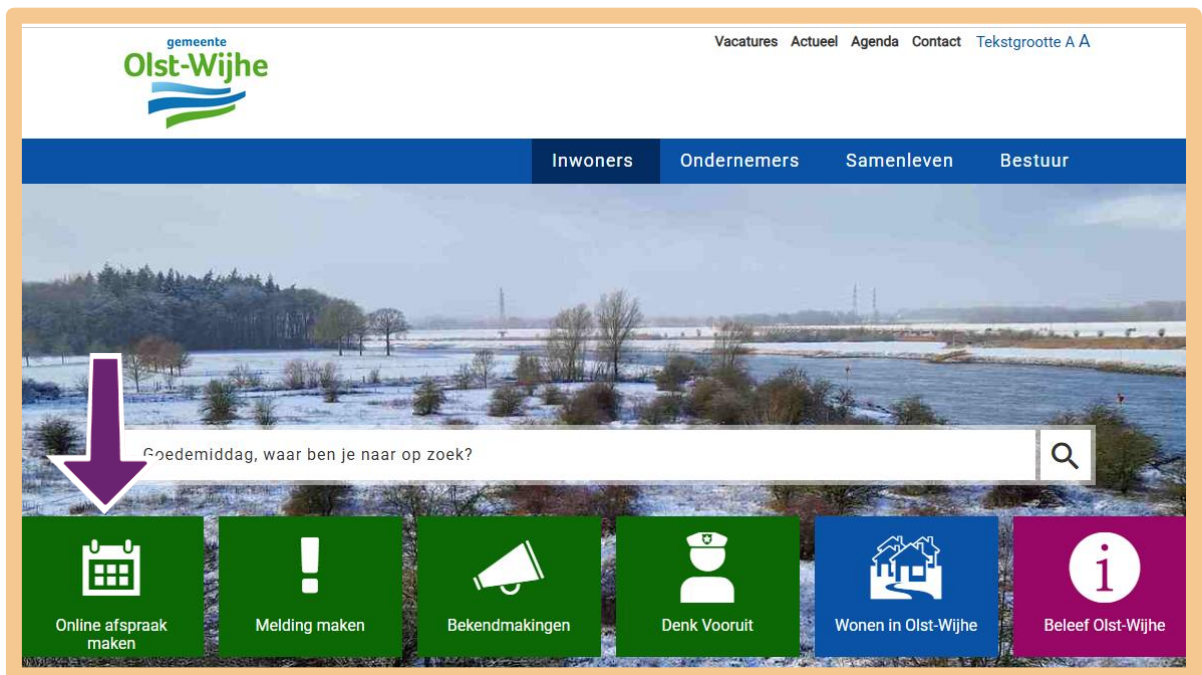 gemeente
Olst-Wijhe
Vacatures Actueel Agenda Contact Tekstgrootte A A
Inwoners Ondernemers Samenleven Bestuur
Goedemiddag, waar ben je naar op zoek?
Online afspraak
maken
Melding maken
Bekendmakingen
Denk Vooruit
Wonen in Olst-Wijhe
i
Beleef Olst-Wijhe